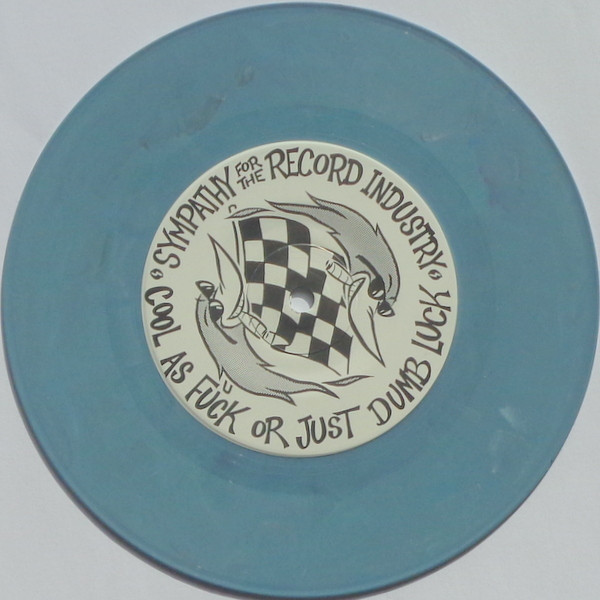 SYMPATHY FOR THE RECORD INDUSTRY
COOL AS FUCK OR JUST DUMB LUCK